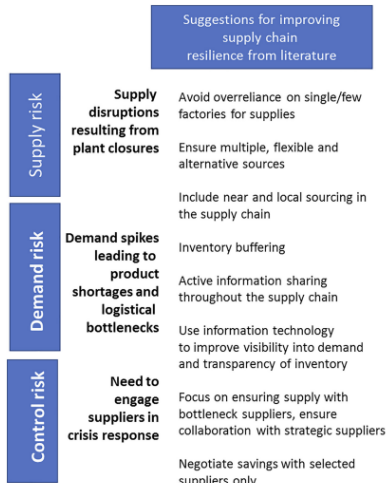 Suggestions for improving
supply chain
resilience from literature
Supply risk
Supply
disruptions
resulting from
plant closures
Avoid overreliance on single/few
factories for supplies
Ensure multiple, flexible and
alternative sources
Include near and local sourcing in
the supply chain
Demand risk
Demand spikes
leading to
product
shortages and
logistical
bottlenecks
Inventory buffering
Active information sharing
throughout the supply chain
Use information technology
to improve visibility into demand
and transparency of inventory
Control risk
Need to
engage
suppliers in
crisis response
Focus on ensuring supply with
bottleneck suppliers, ensure
collaboration with strategic suppliers
Negotiate savings with selected
suppliers only